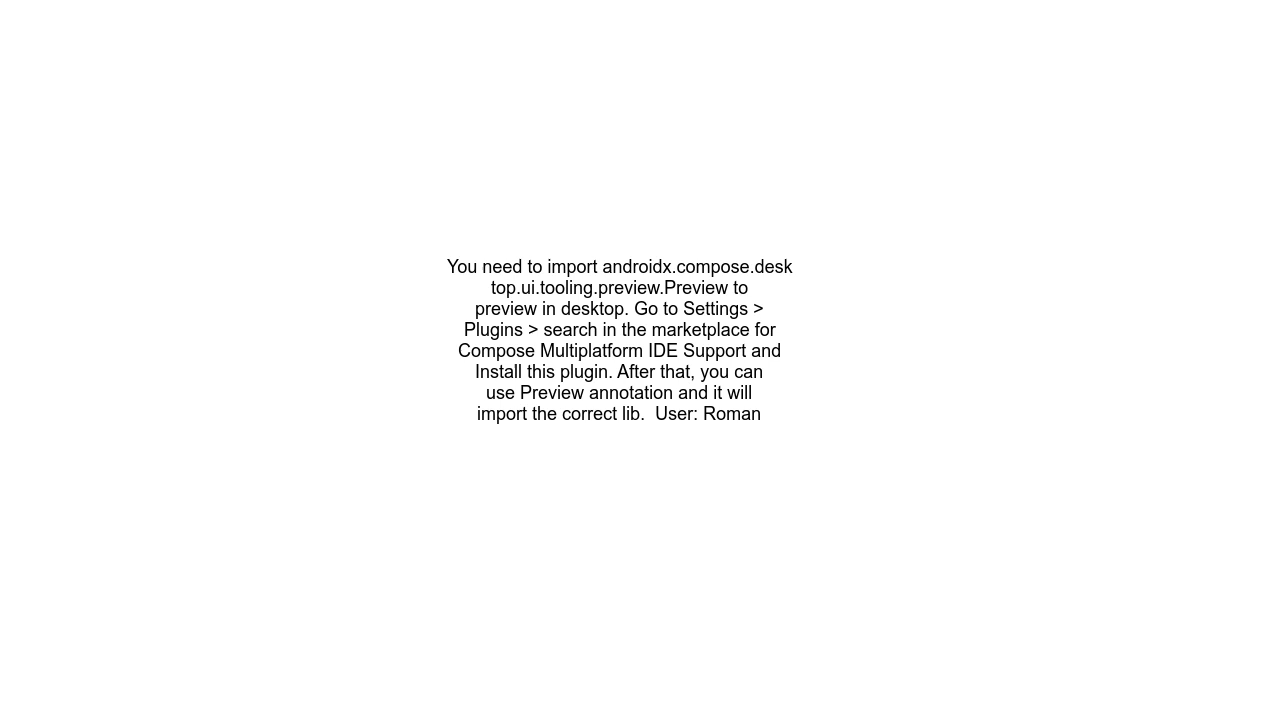 You need to import androidx.compose.desk
top.ui.tooling.preview.Preview to
preview in desktop. Go to Settings >
Plugins > search in the marketplace for
Compose Multiplatform IDE Support and
Install this plugin. After that, you can
use Preview annotation and it will
import the correct lib.  User: Roman